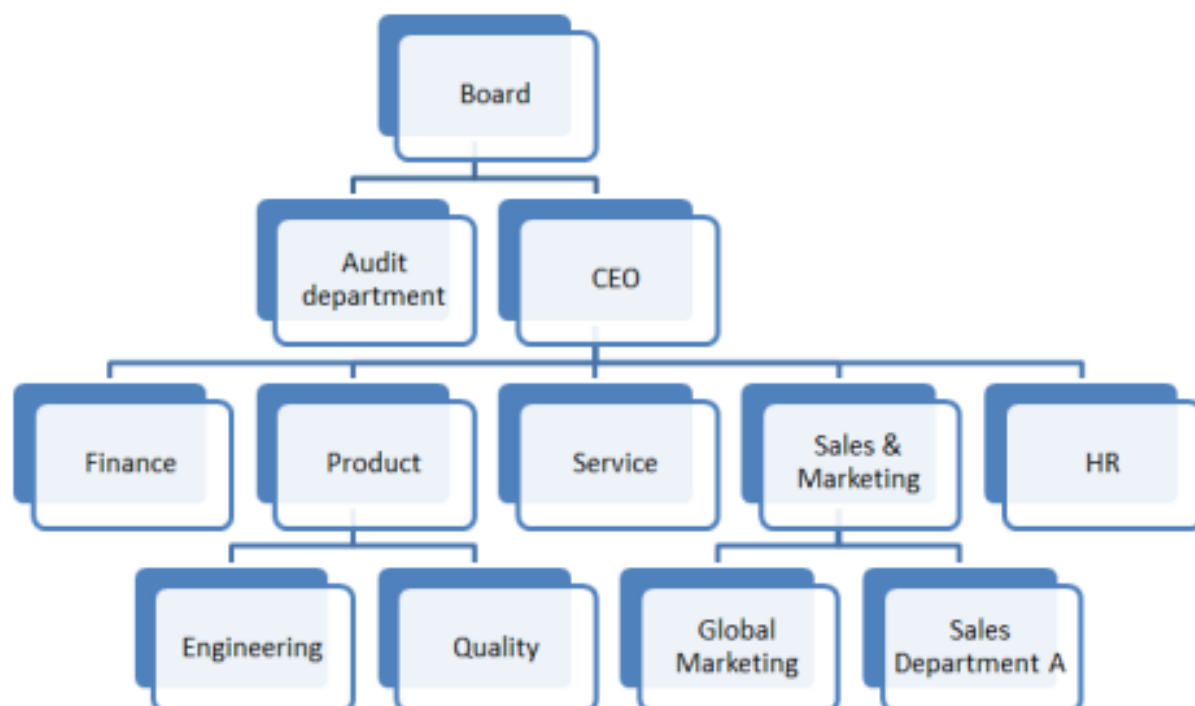 Board
Audit
department
CEO
Finance
Product
Service
Sales &
Marketing
HR
Engineering
Quality
Global
Marketing
Sales
Department A